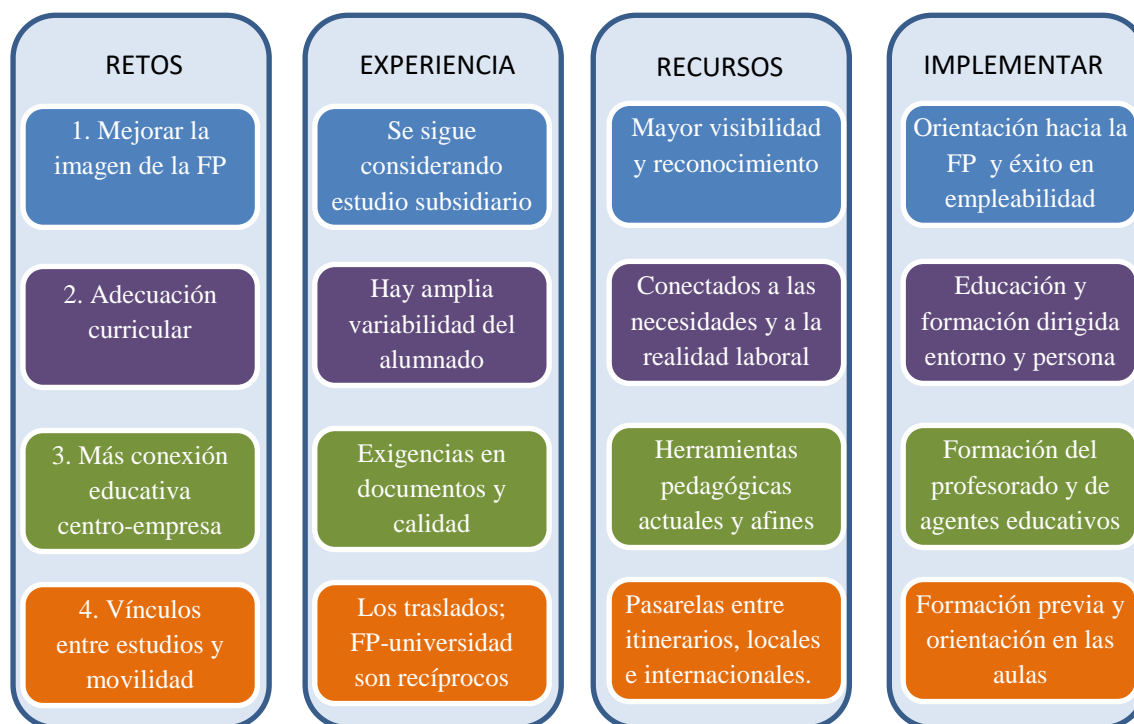 RETOS
1. Mejorar la
imagen de la FP
2. Adecuación
curricular
3. Más conexión
educativa
centro-empresa
4. Vínculos
entre estudios y
movilidad
EXPERIENCIA
Se sigue
considerando
estudio subsidiario
Hay amplia
variabilidad del
alumnado
Exigencias en
documentos y
calidad
Los traslados;
FP-universidad
son recíprocos
RECURSOS
Mayor visibilidad
y reconocimiento
Conectados a las
necesidades y a la
realidad laboral
Herramientas
pedagógicas
actuales y afines
Pasarelas entre
itinerarios, locales
e internacionales.
IMPLEMENTAR
Orientación hacia la
FP y éxito en
empleabilidad
Educación y
formación dirigida
entorno y persona
Formación del
profesorado y de
agentes educativos
Formación previa y
orientación en las
aulas